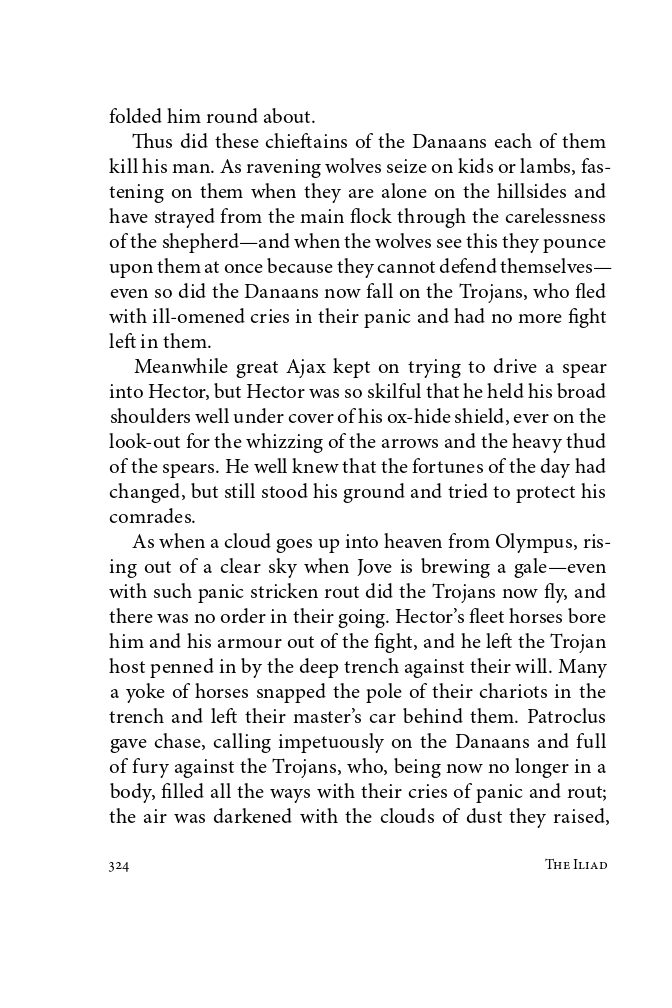 folded him round about.
Thus did these chieftains of the Danaans each of them
kill his man. As ravening wolves seize on kids or lambs, fas-
tening on them when they are alone on the hillsides and
have strayed from the main flock through the carelessness
of the shepherd—and when the wolves see this they pounce
upon them at once because they cannot defend themselves—
even so did the Danaans now fall on the Trojans, who fled
with ill-omened cries in their panic and had no more fight
left in them.
Meanwhile great Ajax kept on trying to drive a spear
into Hector, but Hector was so skilful that he held his broad
shoulders well under cover of his ox-hide shield, ever on the
look-out for the whizzing of the arrows and the heavy thud
of the spears. He well knew that the fortunes of the day had
changed, but still stood his ground and tried to protect his
comrades.
As when a cloud goes up into heaven from Olympus, ris-
ing out of a clear sky when Jove is brewing a gale—even
with such panic stricken rout did the Trojans now fly, and
there was no order in their going. Hector’s fleet horses bore
him and his armour out of the fight, and he left the Trojan
host penned in by the deep trench against their will. Many
a yoke of horses snapped the pole of their chariots in the
trench and left their master’s car behind them. Patroclus
gave chase, calling impetuously on the Danaans and full
of fury against the Trojans, who, being now no longer in a
body, filled all the ways with their cries of panic and rout;
the air was darkened with the clouds of dust they raised,
324 The Iliad